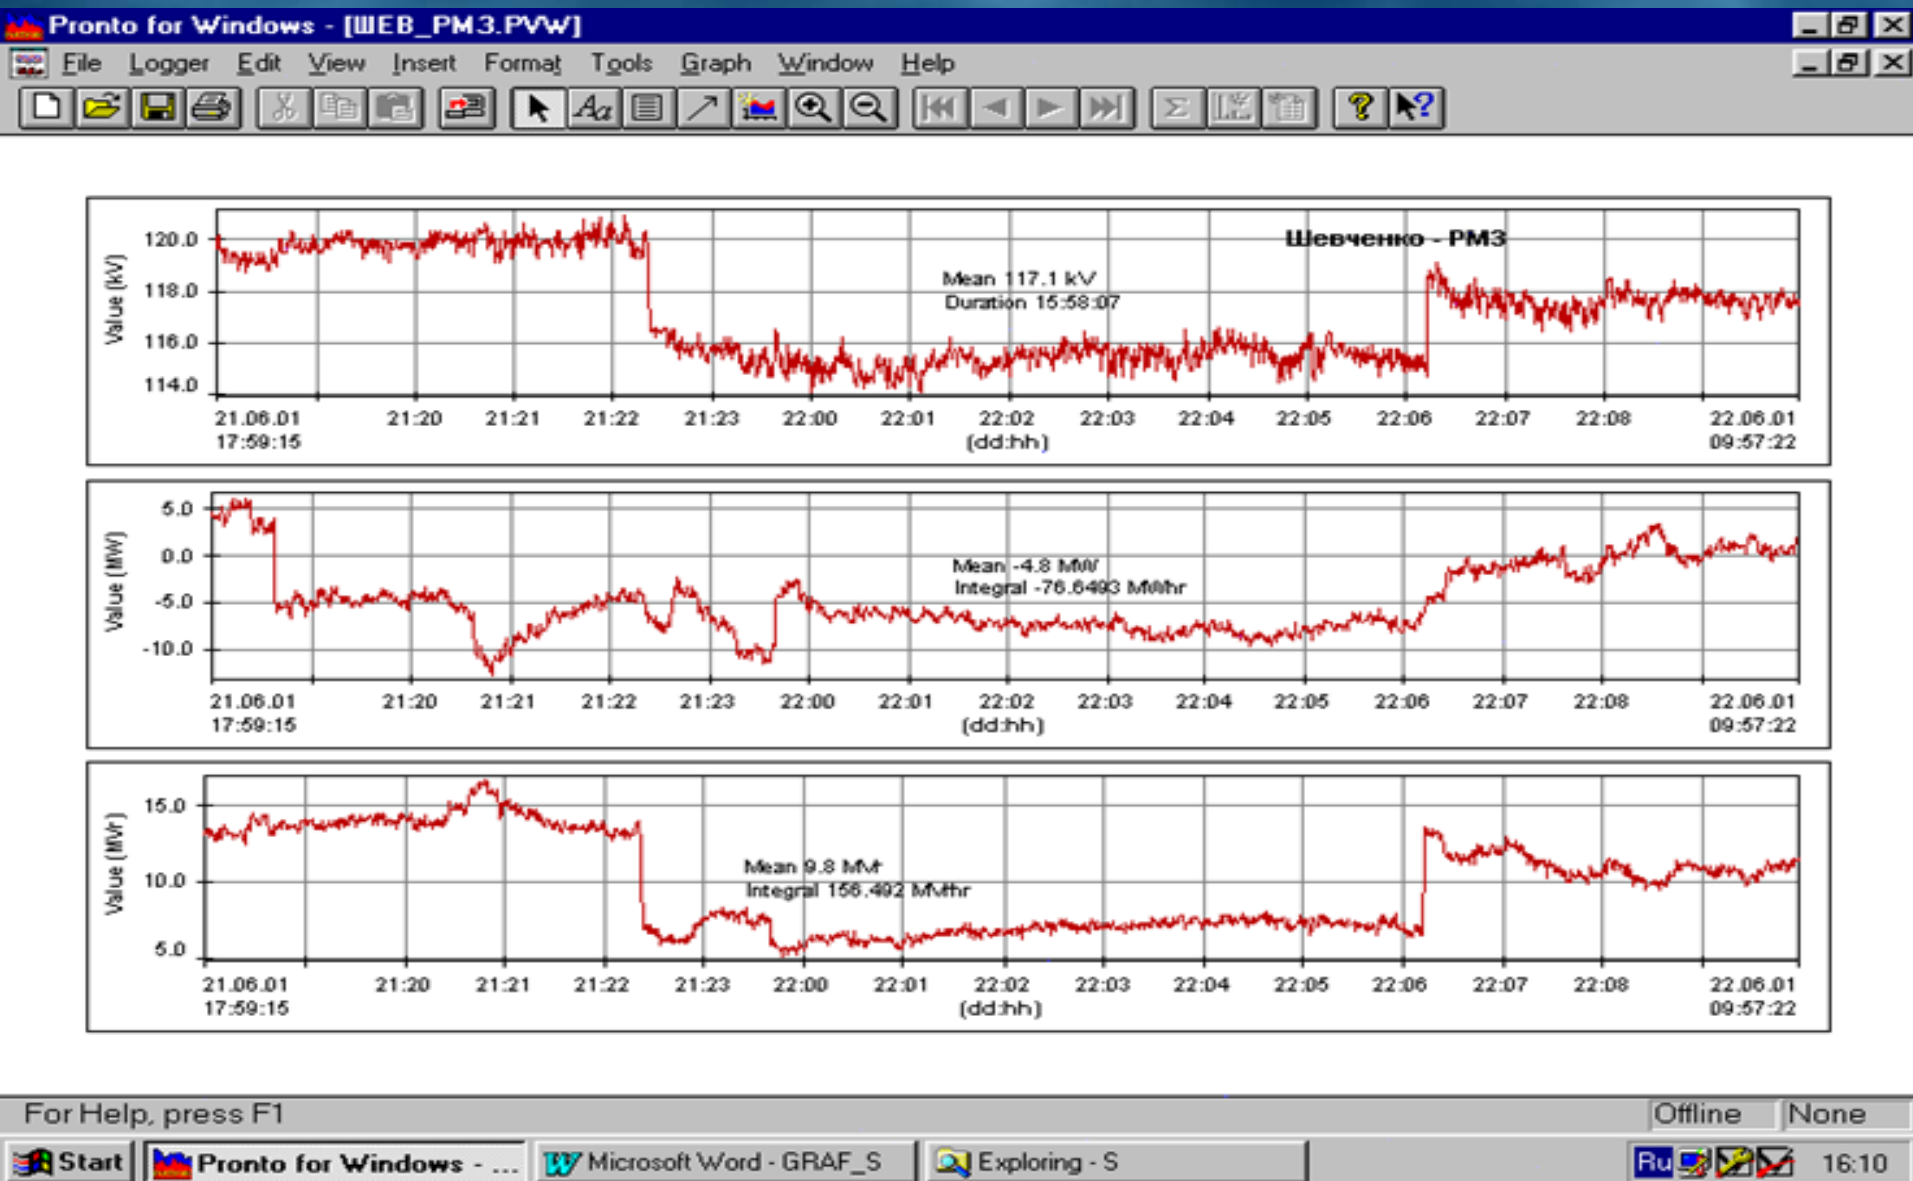 Pronto for Windows - [ШЕВ_РМЗ.PVW]
File Logger Edit View Insert Format Tools Graph Window Help
Aa
Value (kV)
120.0
118.0
116.0
114.0
Шевченко - РМЗ
Mean 117.1 kV
Duration 15:58:07
21.06.01 21:20 21:21 21:22 21:23 22:00 22:01 22:02 22:03 22:04 22:05 22:06 22:07 22:08 22.06.01
17:59:15 (dd:hh) 09:57:22
Value (MW)
5.0
0.0
-5.0
-10.0
Mean -4.8 MW
Integral -76.6493 MWhr
21.06.01 21:20 21:21 21:22 21:23 22:00 22:01 22:02 22:03 22:04 22:05 22:06 22:07 22:08 22.06.01
17:59:15 (dd:hh) 09:57:22
Value (MVr)
15.0
10.0
5.0
Mean 9.8 MVr
Integral 156.492 MVrhr
21.06.01 21:20 21:21 21:22 21:23 22:00 22:01 22:02 22:03 22:04 22:05 22:06 22:07 22:08 22.06.01
17:59:15 (dd:hh) 09:57:22
For Help, press F1 Offline None
Start Pronto for Windows - ... Microsoft Word - GRAF_S Exploring - S Ru 16:10